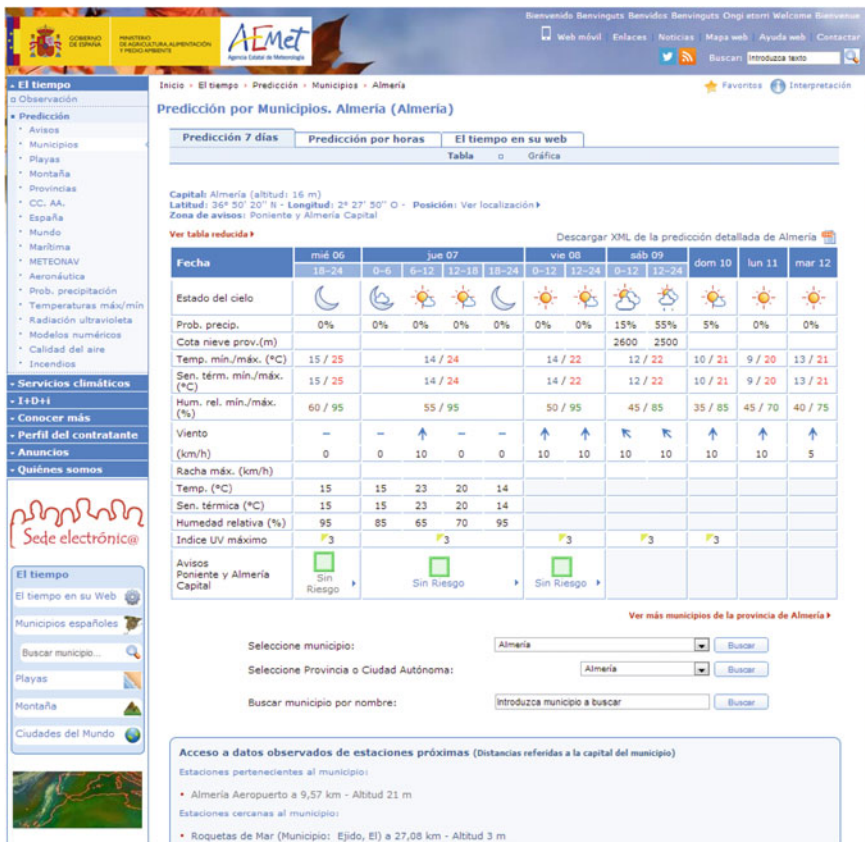 Bienvenido Benvinguts Benvidos Benvinguts Ongi etorri Welcome Bienvenue
GOBIERNO DE ESPAÑA
MINISTERIO DE AGRICULTURA, ALIMENTACIÓN Y MEDIO AMBIENTE
AEMet
Agencia Estatal de Meteorología
Web móvil Enlaces Noticias Mapa web Ayuda web Contactar
Buscar: Introduzca texto
El tiempo
Observación
Predicción
Avisos
Municipios
Playas
Montaña
Provincias
CC. AA.
España
Mundo
Marítima
METEONAV
Aeronáutica
Prob. precipitación
Temperaturas máx/mín
Radiación ultravioleta
Modelos numéricos
Calidad del aire
Incendios
Servicios climáticos
I+D+i
Conocer más
Perfil del contratante
Anuncios
Quiénes somos
Sede electrónic@
El tiempo
El tiempo en su Web
Municipios españoles
Buscar municipio...
Playas
Montaña
Ciudades del Mundo
Inicio El tiempo Predicción Municipios Almería
Favoritos Interpretación
Predicción por Municipios. Almería (Almería)
Predicción 7 días Predicción por horas El tiempo en su web
Tabla Gráfica
Capital: Almería (altitud: 16 m)
Latitud: 36° 50' 20'' N - Longitud: 2° 27' 50'' O - Posición: Ver localización
Zona de avisos: Poniente y Almería Capital
Ver tabla reducida
Descargar XML de la predicción detallada de Almería
Fecha mié 06 jue 07 vie 08 sáb 09 dom 10 lun 11 mar 12
18-24 0-6 6-12 12-18 18-24 0-12 12-24 0-12 12-24
Estado del cielo
Prob. precip. 0% 0% 0% 0% 0% 0% 0% 15% 55% 5% 0% 0%
Cota nieve prov.(m) 2600 2500
Temp. mín./máx. (°C) 15 / 25 14 / 24 14 / 22 12 / 22 10 / 21 9 / 20 13 / 21
Sen. térm. mín./máx. (°C) 15 / 25 14 / 24 14 / 22 12 / 22 10 / 21 9 / 20 13 / 21
Hum. rel. mín./máx. (%) 60 / 95 55 / 95 50 / 95 45 / 85 35 / 85 45 / 70 40 / 75
Viento
(km/h) 0 0 10 0 0 10 10 10 10 10 10 5
Racha máx. (km/h)
Temp. (°C) 15 15 23 20 14
Sen. térmica (°C) 15 15 23 20 14
Humedad relativa (%) 95 85 65 70 95
Indice UV máximo 3 3 3 3 3
Avisos
Poniente y Almería Capital
Sin Riesgo Sin Riesgo Sin Riesgo
Ver más municipios de la provincia de Almería
Seleccione municipio: Almería Buscar
Seleccione Provincia o Ciudad Autónoma: Almería Buscar
Buscar municipio por nombre: Introduzca municipio a buscar Buscar
Acceso a datos observados de estaciones próximas (Distancias referidas a la capital del municipio)
Estaciones pertenecientes al municipio:
Almería Aeropuerto a 9,57 km - Altitud 21 m
Estaciones cercanas al municipio:
Roquetas de Mar (Municipio: Ejido, El) a 27,08 km - Altitud 3 m